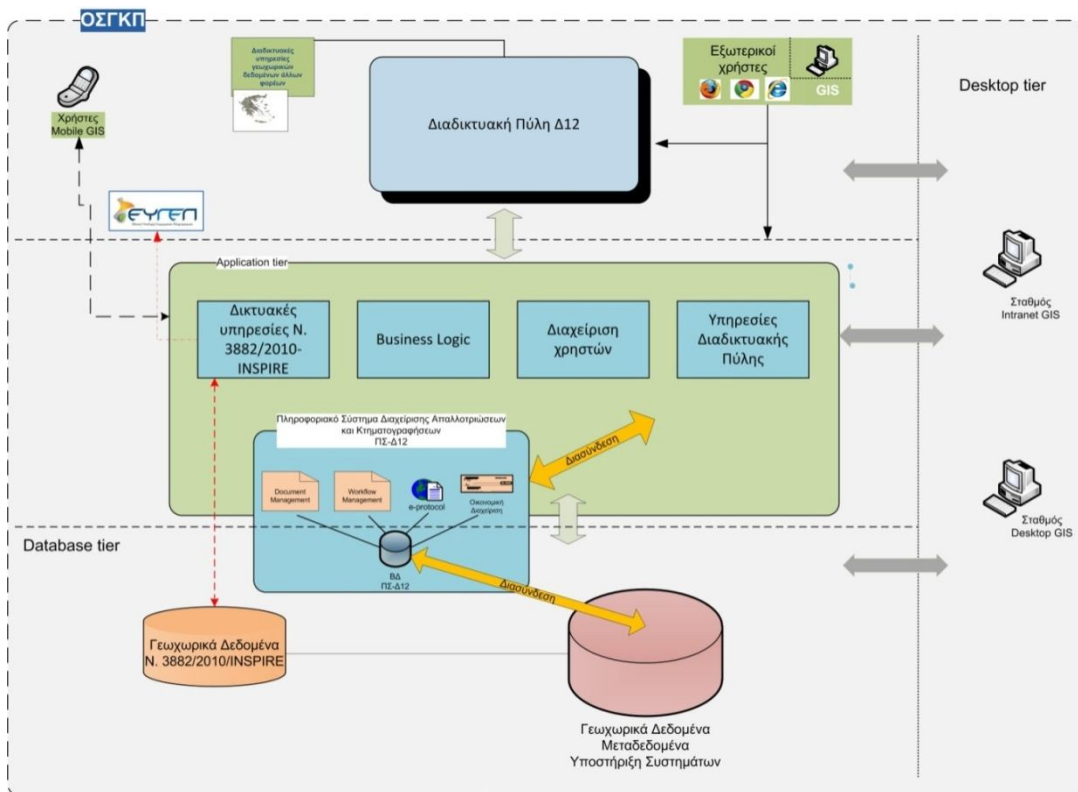 ΟΣΓΚΠ
Διαδικτυακές
υπηρεσίες
γεωχωρικών
δεδομένων άλλων
φορέων
Διαδικτυακή Πύλη Δ12
Εξωτερικοί
χρήστες
GIS
Desktop tier
Χρήστες
Mobile GIS
ΕΥΓΕΠ
Application tier
Δικτυακές
υπηρεσίες Ν.
3882/2010-
INSPIRE
Business Logic
Διαχείριση
χρηστών
Υπηρεσίες
Διαδικτυακής
Πύλης
Σταθμός
Intranet GIS
Πληροφοριακό Σύστημα Διαχείρισης Απαλλοτριώσεων
και Κτηματογραφήσεων
ΠΣ-Δ12
Διασύνδεση
Document
Management
Workflow
Management
e-protocol
Οικονομική
Διαχείριση
Σταθμός
Desktop GIS
Database tier
ΒΔ
ΠΣ-Δ12
Διασύνδεση
Γεωχωρικά Δεδομένα
Ν. 3882/2010/INSPIRE
Γεωχωρικά Δεδομένα
Μεταδεδομένα
Υποστήριξη Συστημάτων